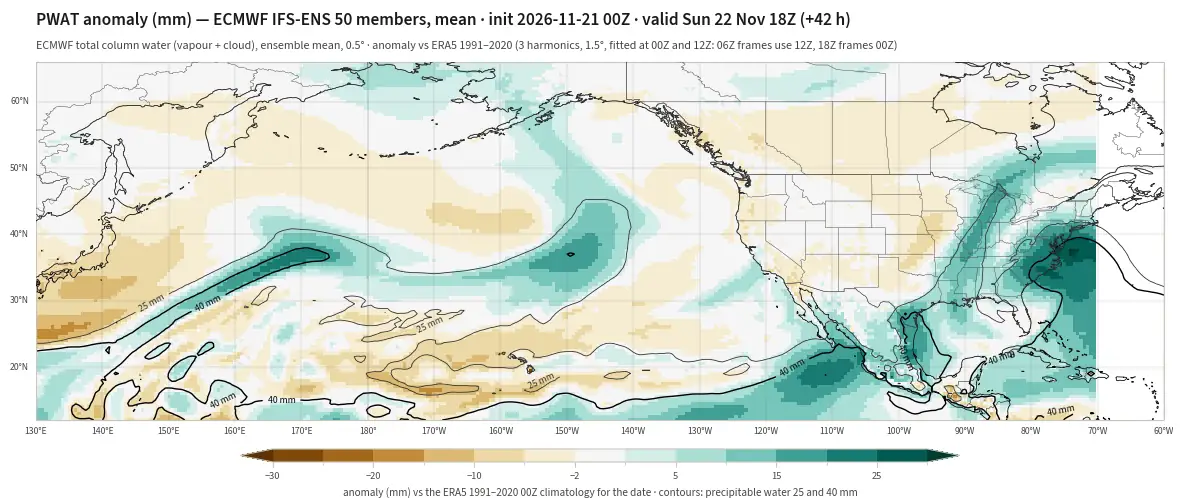 PWAT anomaly (mm) — ECMWF IFS-ENS 50 members, mean · init 2026-11-21 00Z · valid Sun 22 Nov 18Z (+42 h)
ECMWF total column water (vapour + cloud), ensemble mean, 0.5° · anomaly vs ERA5 1991–2020 (3 harmonics, 1.5°, fitted at 00Z and 12Z: 06Z frames use 12Z, 18Z frames 00Z)
60°N
50°N
40°N
30°N
20°N
25 mm
40 mm
25 mm
25 mm
40 mm
40 mm
40 mm
40 mm
40 mm
130°E 140°E 150°E 160°E 170°E 180° 170°W 160°W 150°W 140°W 130°W 120°W 110°W 100°W 90°W 80°W 70°W 60°W
−30 −20 −10 −2 5 15 25
anomaly (mm) vs the ERA5 1991–2020 00Z climatology for the date · contours: precipitable water 25 and 40 mm